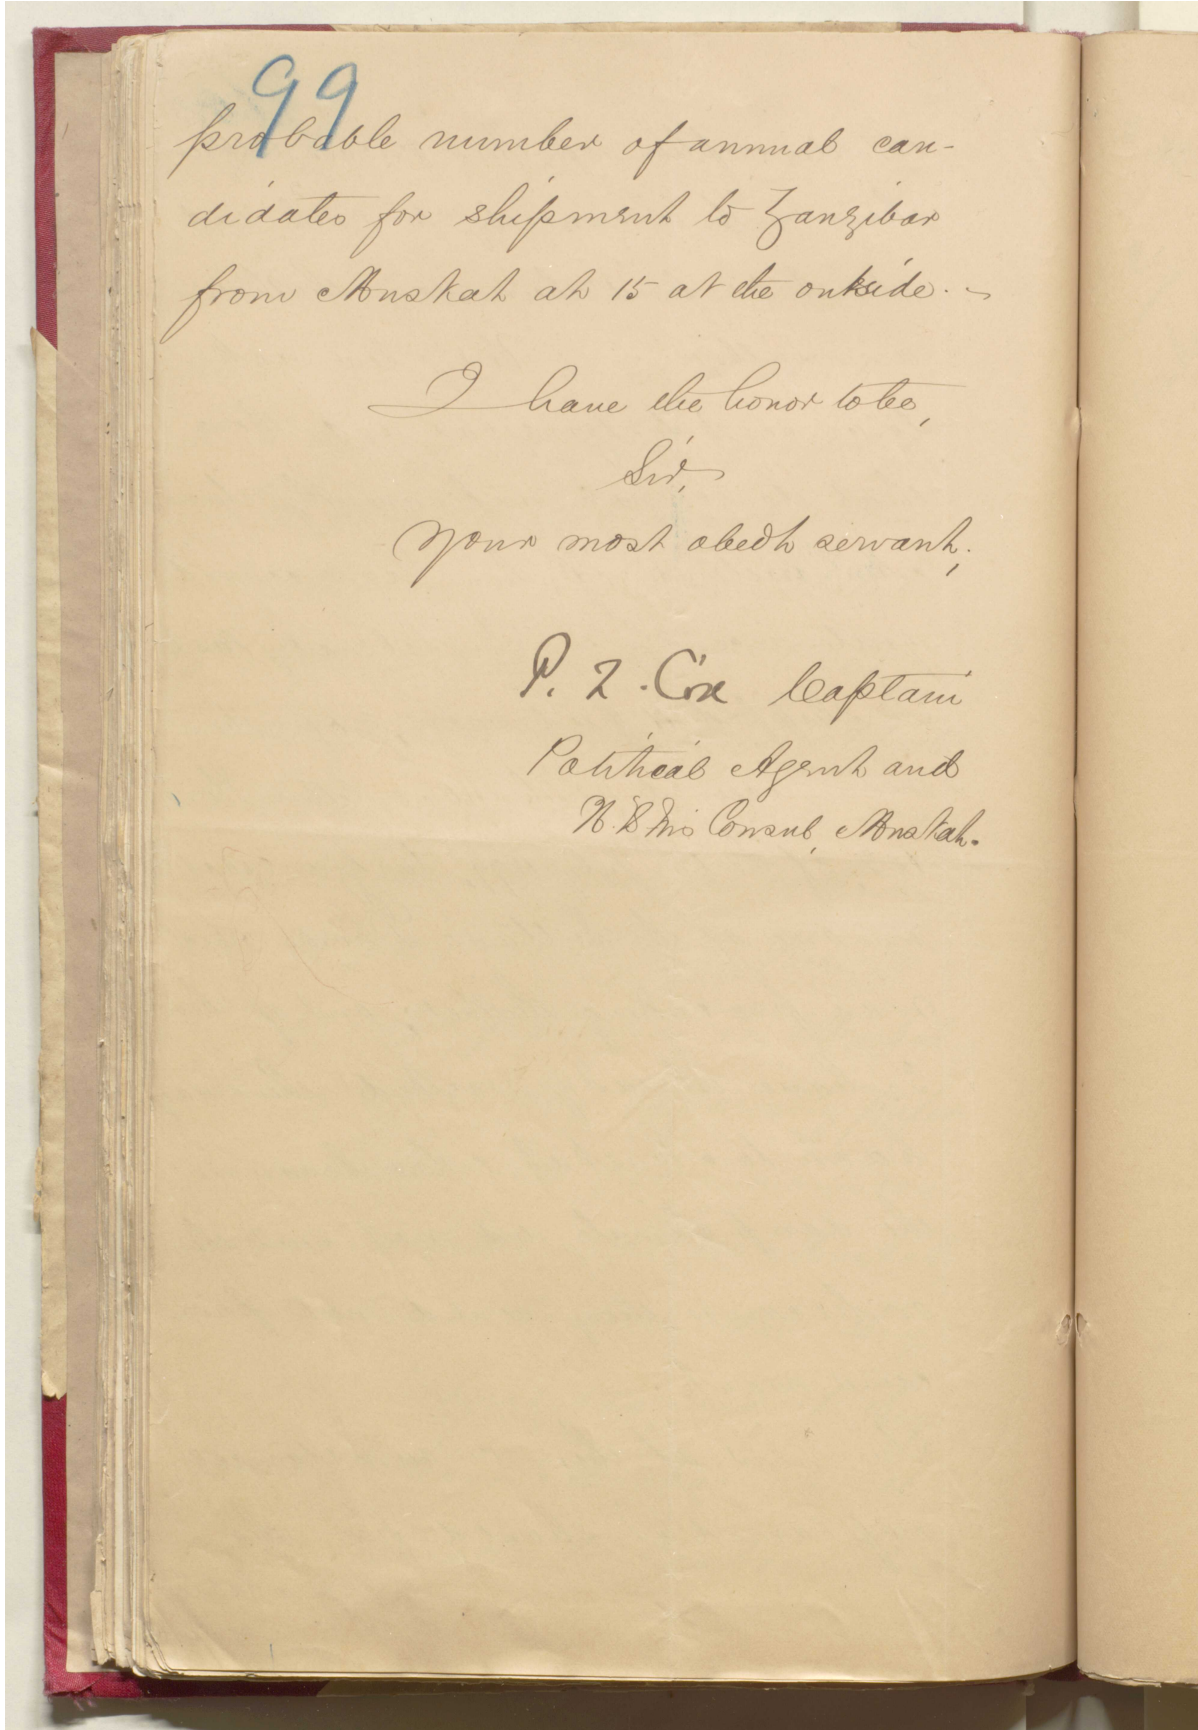 99
probable number of annual can-
didates for shipment to Zanzibar
from Muskat at 15 at the outside.-
I have the honor to be,
Sir,
Your most obedt servant,
P. Z. Cox Captain
Political Agent and
H.B.M's Consul, Muskat.